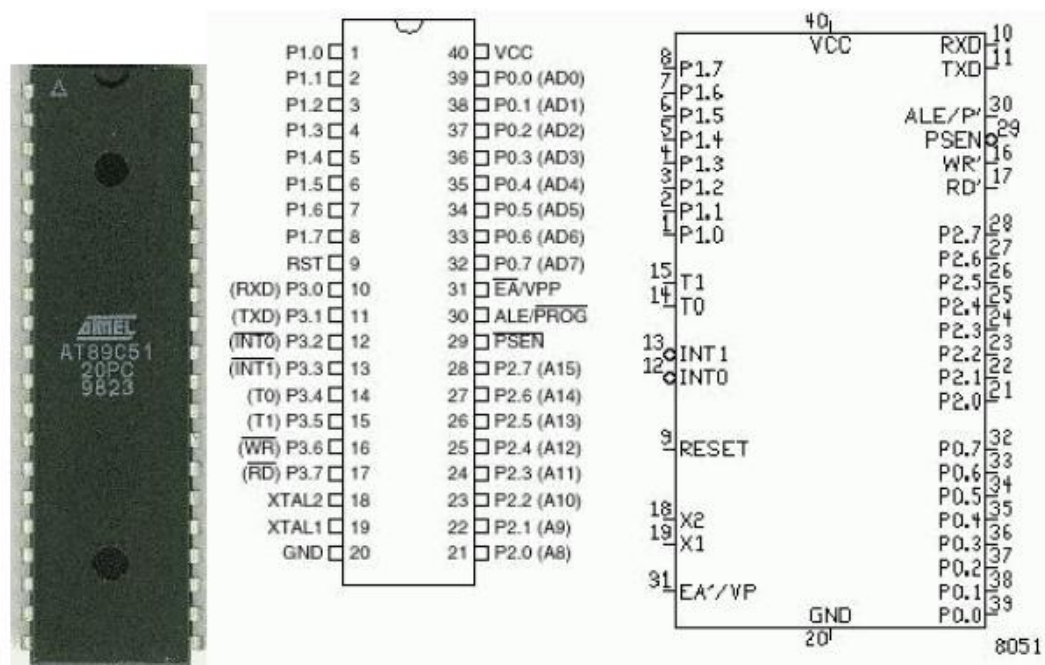 ATMEL
AT89C51
20PC
9823
P1.0 1
P1.1 2
P1.2 3
P1.3 4
P1.4 5
P1.5 6
P1.6 7
P1.7 8
RST 9
(RXD) P3.0 10
(TXD) P3.1 11
(INT0) P3.2 12
(INT1) P3.3 13
(T0) P3.4 14
(T1) P3.5 15
(WR) P3.6 16
(RD) P3.7 17
XTAL2 18
XTAL1 19
GND 20
40 VCC
39 P0.0 (AD0)
38 P0.1 (AD1)
37 P0.2 (AD2)
36 P0.3 (AD3)
35 P0.4 (AD4)
34 P0.5 (AD5)
33 P0.6 (AD6)
32 P0.7 (AD7)
31 EA/VPP
30 ALE/PROG
29 PSEN
28 P2.7 (A15)
27 P2.6 (A14)
26 P2.5 (A13)
25 P2.4 (A12)
24 P2.3 (A11)
23 P2.2 (A10)
22 P2.1 (A9)
21 P2.0 (A8)
40
VCC
8 P1.7
7 P1.6
6 P1.5
5 P1.4
4 P1.3
3 P1.2
2 P1.1
1 P1.0
15 T1
14 T0
13 INT1
12 INT0
9 RESET
18 X2
19 X1
31 EA'/VP
RXD 10
TXD 11
ALE/P' 30
PSEN 29
WR' 16
RD' 17
P2.7 28
P2.6 27
P2.5 26
P2.4 25
P2.3 24
P2.2 23
P2.1 22
P2.0 21
P0.7 32
P0.6 33
P0.5 34
P0.4 35
P0.3 36
P0.2 37
P0.1 38
P0.0 39
GND
20
8051